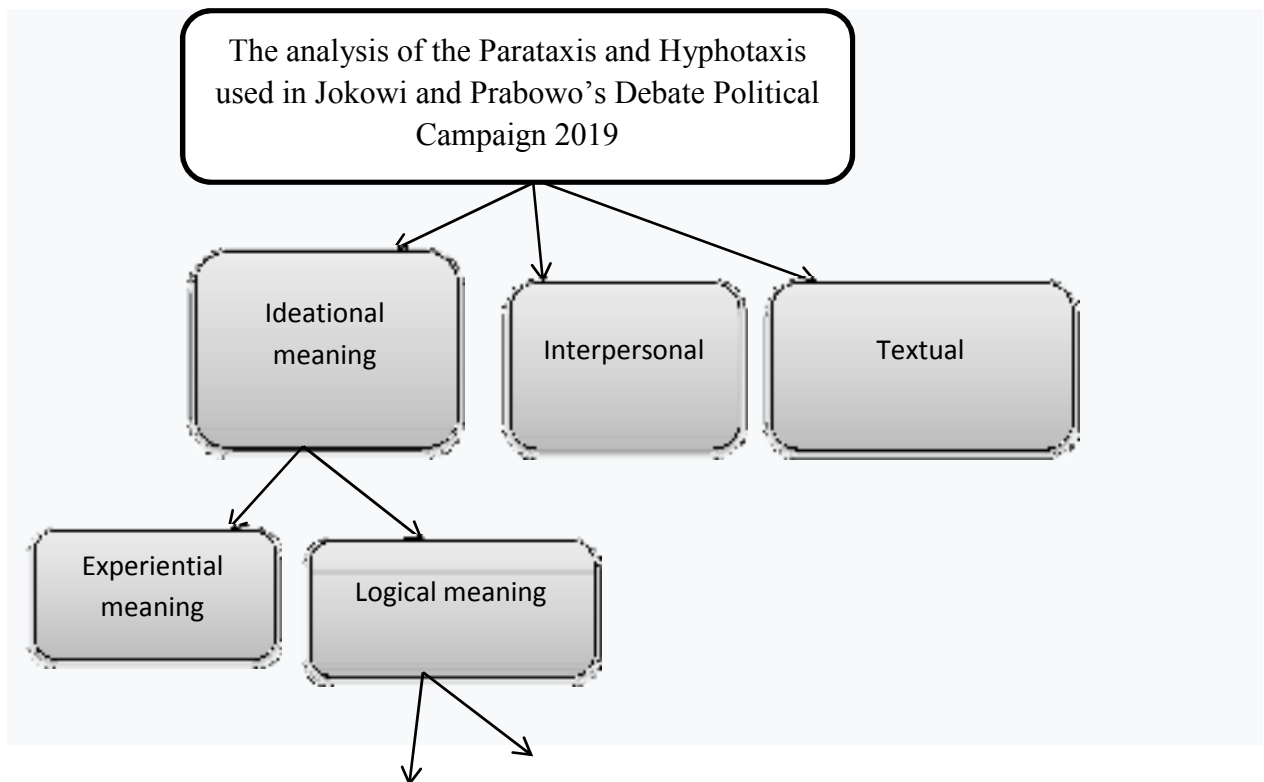 The analysis of the Parataxis and Hyphotaxis
used in Jokowi and Prabowo’s Debate Political
Campaign 2019
Ideational
meaning
Interpersonal
Textual
Experiential
meaning
Logical meaning